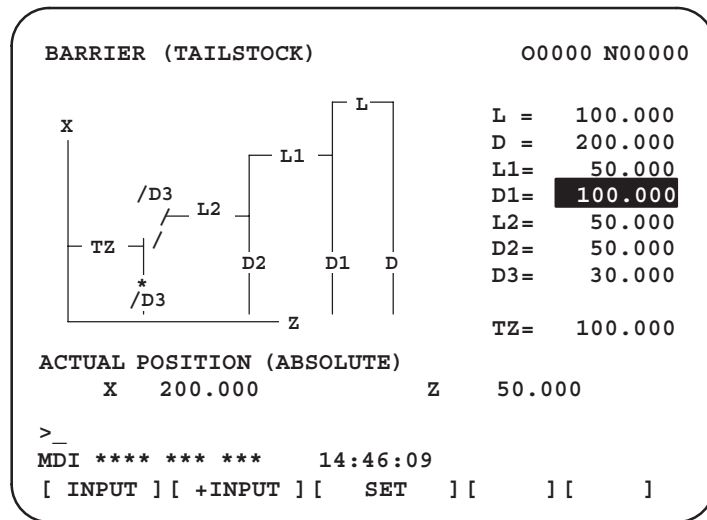 BARRIER (TAILSTOCK) O0000 N00000
L
L = 100.000
X
D = 200.000
L1
L1= 50.000
/D3
D1= 100.000
L2
L2= 50.000
TZ
D2= 50.000
D2 D1 D
D3= 30.000
*
/D3
Z
TZ= 100.000
ACTUAL POSITION (ABSOLUTE)
X 200.000 Z 50.000
>_
MDI **** *** *** 14:46:09
[ INPUT ] [ +INPUT ] [ SET ] [ ] [ ]